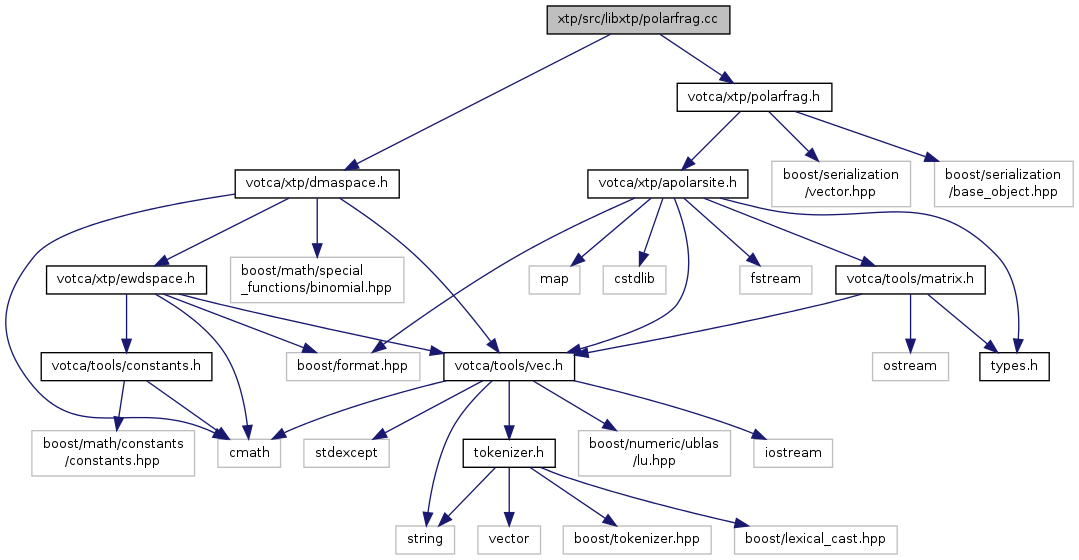 xtp/src/libxtp/polarfrag.cc
votca/xtp/polarfrag.h
votca/xtp/dmaspace.h
votca/xtp/apolarsite.h
boost/serialization
/vector.hpp
boost/serialization
/base_object.hpp
votca/xtp/ewdspace.h
boost/math/special
_functions/binomial.hpp
map
cstdlib
fstream
votca/tools/matrix.h
votca/tools/constants.h
boost/format.hpp
votca/tools/vec.h
ostream
types.h
boost/math/constants
/constants.hpp
cmath
stdexcept
tokenizer.h
boost/numeric/ublas
/lu.hpp
iostream
string
vector
boost/tokenizer.hpp
boost/lexical_cast.hpp